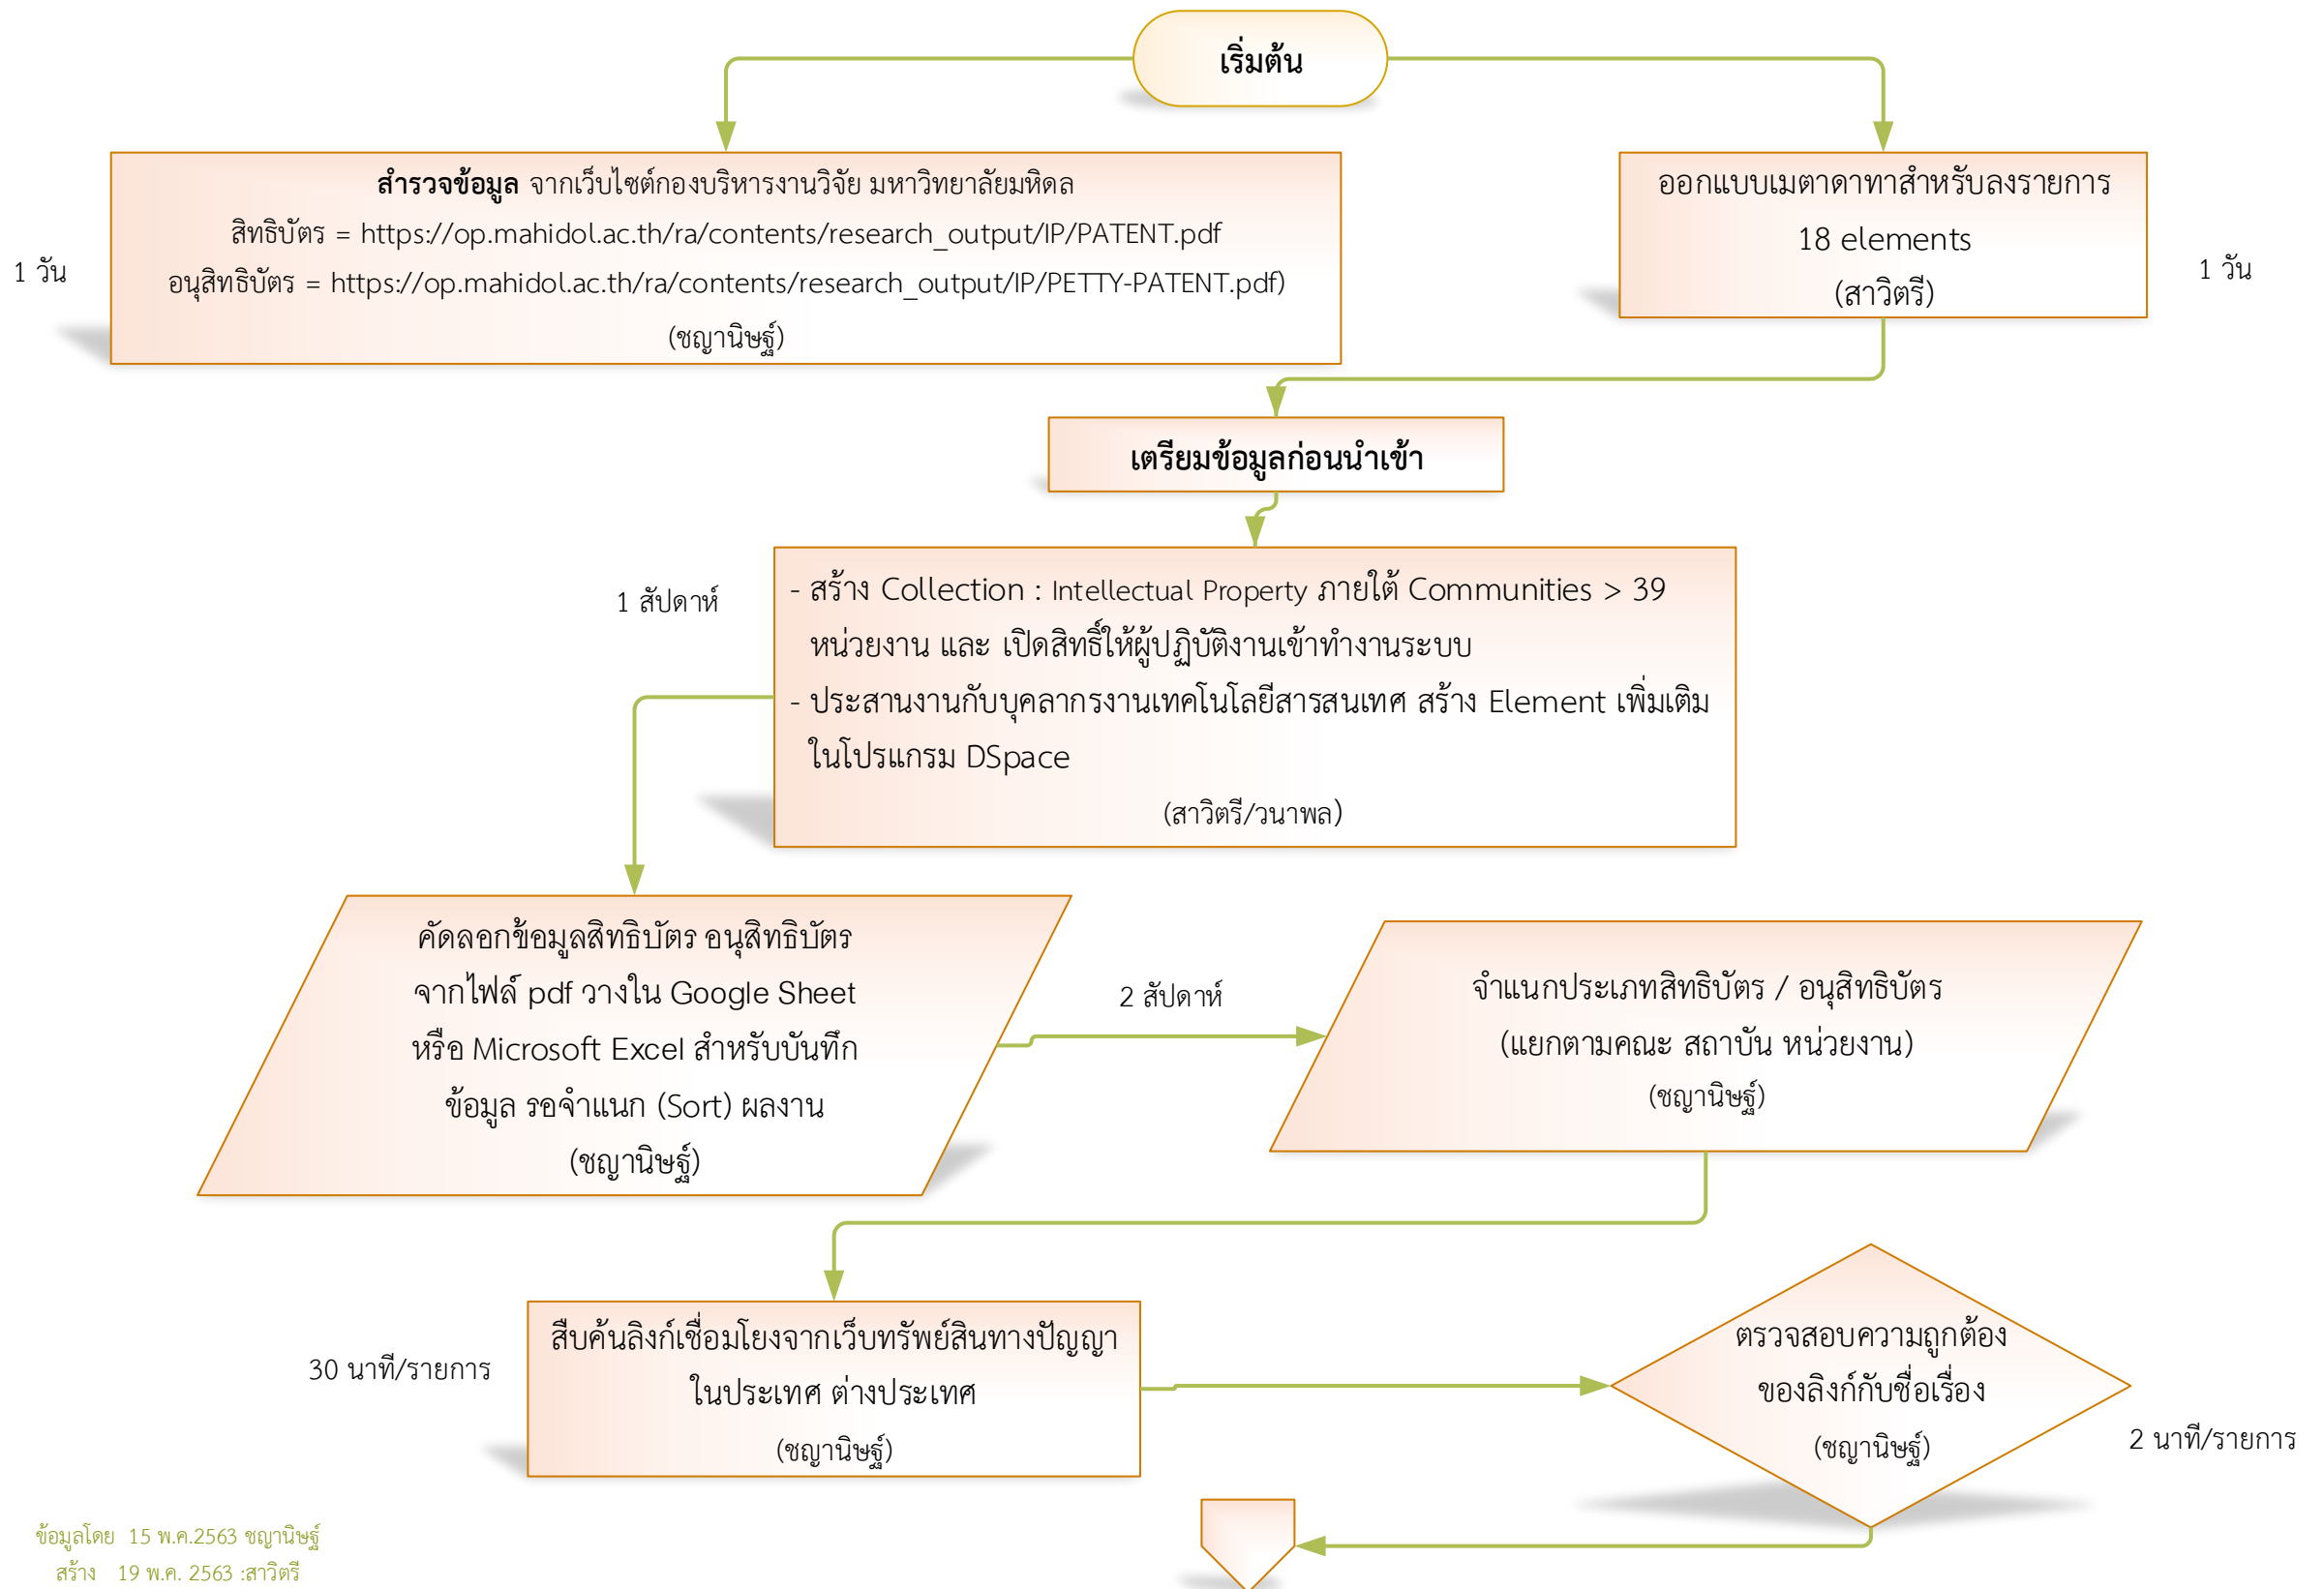 เริ่มต้น
สำรวจข้อมูล จากเว็บไซต์กองบริหารงานวิจัย มหาวิทยาลัยมหิดล
สิทธิบัตร = https://op.mahidol.ac.th/ra/contents/research_output/IP/PATENT.pdf
อนุสิทธิบัตร = https://op.mahidol.ac.th/ra/contents/research_output/IP/PETTY-PATENT.pdf)
(ชญานิษฐ์)
1 วัน
ออกแบบเมตาดาทาสำหรับลงรายการ
18 elements
(สาวิตรี)
1 วัน
เตรียมข้อมูลก่อนนำเข้า
1 สัปดาห์
- สร้าง Collection : Intellectual Property ภายใต้ Communities > 39
หน่วยงาน และ เปิดสิทธิ์ให้ผู้ปฏิบัติงานเข้าทำงานระบบ
- ประสานงานกับบุคลากรงานเทคโนโลยีสารสนเทศ สร้าง Element เพิ่มเติม
ในโปรแกรม DSpace
(สาวิตรี/วนาพล)
คัดลอกข้อมูลสิทธิบัตร อนุสิทธิบัตร
จากไฟล์ pdf วางใน Google Sheet
หรือ Microsoft Excel สำหรับบันทึก
ข้อมูล รอจำแนก (Sort) ผลงาน
(ชญานิษฐ์)
2 สัปดาห์
จำแนกประเภทสิทธิบัตร / อนุสิทธิบัตร
(แยกตามคณะ สถาบัน หน่วยงาน)
(ชญานิษฐ์)
30 นาที/รายการ
สืบค้นลิงก์เชื่อมโยงจากเว็บทรัพย์สินทางปัญญา
ในประเทศ ต่างประเทศ
(ชญานิษฐ์)
ตรวจสอบความถูกต้อง
ของลิงก์กับชื่อเรื่อง
(ชญานิษฐ์)
2 นาที/รายการ
ข้อมูลโดย 15 พ.ค.2563 ชญานิษฐ์
สร้าง 19 พ.ค. 2563 :สาวิตรี